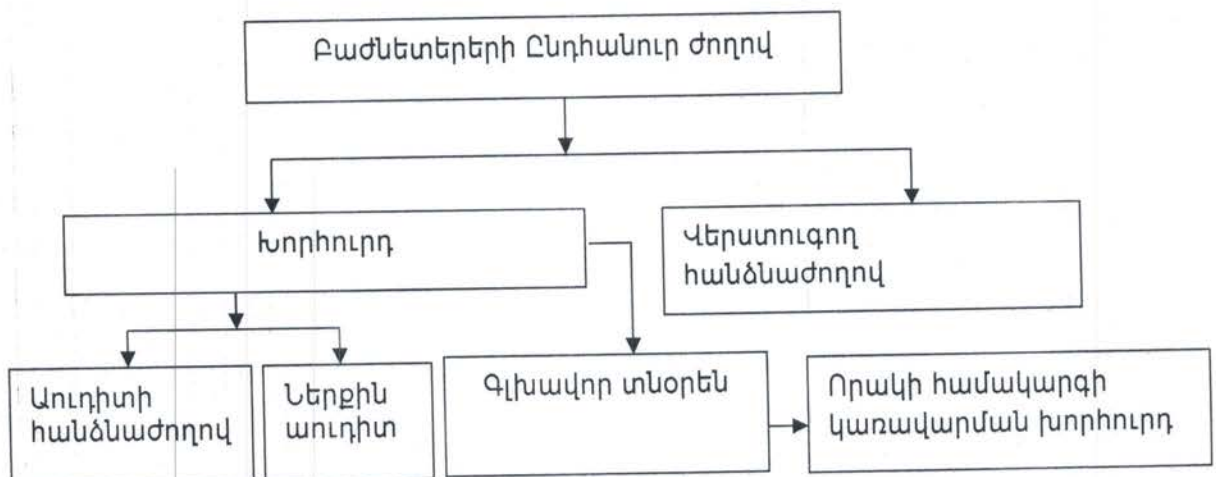 Բաժնետերերի Ընդհանուր ժողով
Խորհուրդ
Վերստուգող
հանձնաժողով
Աուդիտի
հանձնաժողով
Ներքին
աուդիտ
Գլխավոր տնօրեն
Որակի համակարգի
կառավարման խորհուրդ